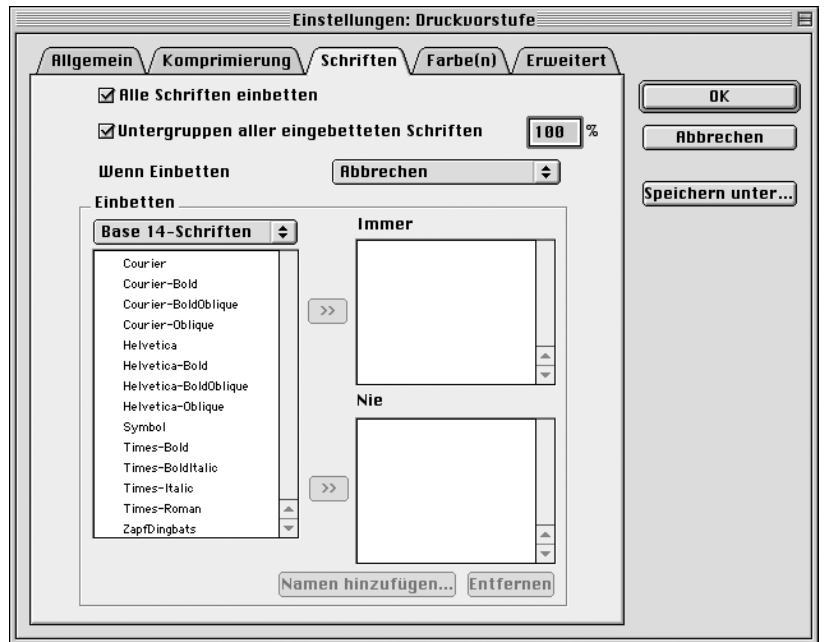 Einstellungen: Druckvorstufe
Allgemein Komprimierung Schriften Farbe(n) Erweitert
Alle Schriften einbetten
Untergruppen aller eingebetteten Schriften 100 %
Wenn Einbetten Abbrechen
Einbetten
Base 14-Schriften
Courier
Courier-Bold
Courier-BoldOblique
Courier-Oblique
Helvetica
Helvetica-Bold
Helvetica-BoldOblique
Helvetica-Oblique
Symbol
Times-Bold
Times-BoldItalic
Times-Italic
Times-Roman
ZapfDingbats
>>
>>
Immer
Nie
Namen hinzufügen... Entfernen
OK
Abbrechen
Speichern unter...